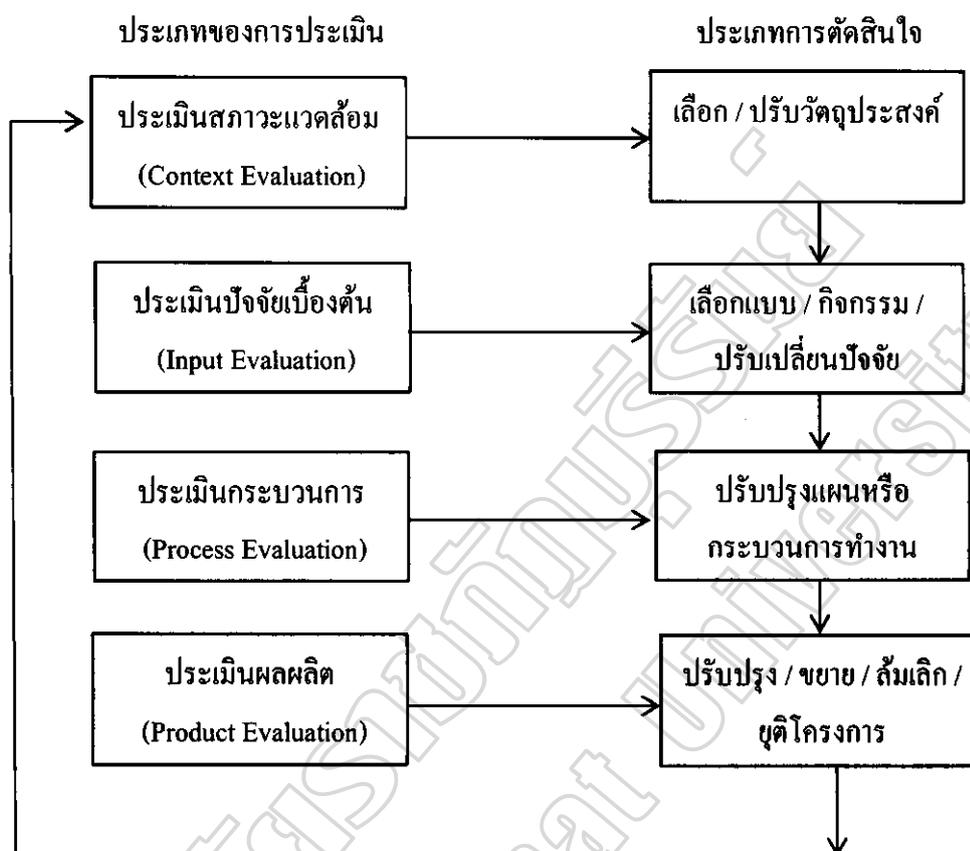 ประเภทของการประเมิน
ประเภทการตัดสินใจ
ประเมินสภาวะแวดล้อม
(Context Evaluation)
เลือก / ปรับวัตถุประสงค์
ประเมินปัจจัยเบื้องต้น
(Input Evaluation)
เลือกแบบ / กิจกรรม /
ปรับเปลี่ยนปัจจัย
ประเมินกระบวนการ
(Process Evaluation)
ปรับปรุงแผนหรือ
กระบวนการทำงาน
ประเมินผลผลิต
(Product Evaluation)
ปรับปรุง / ขยาย / ล้มเลิก /
ยุติโครงการ